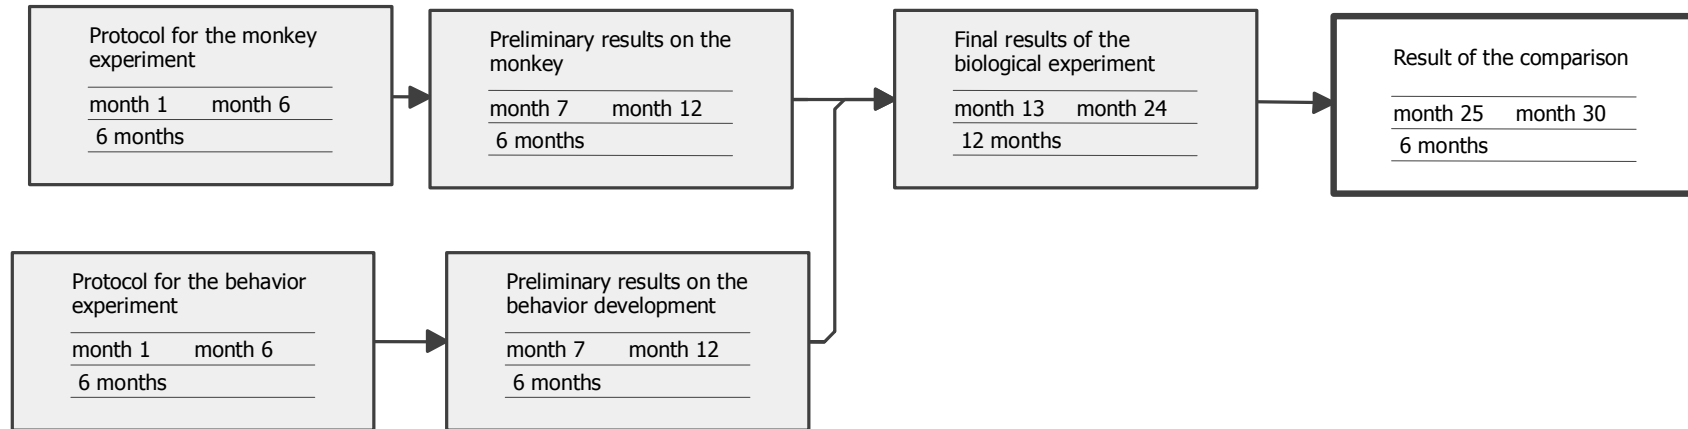 Protocol for the monkey
experiment
month 1 month 6
6 months
Preliminary results on the
monkey
month 7 month 12
6 months
Final results of the
biological experiment
month 13 month 24
12 months
Result of the comparison
month 25 month 30
6 months
Protocol for the behavior
experiment
month 1 month 6
6 months
Preliminary results on the
behavior development
month 7 month 12
6 months